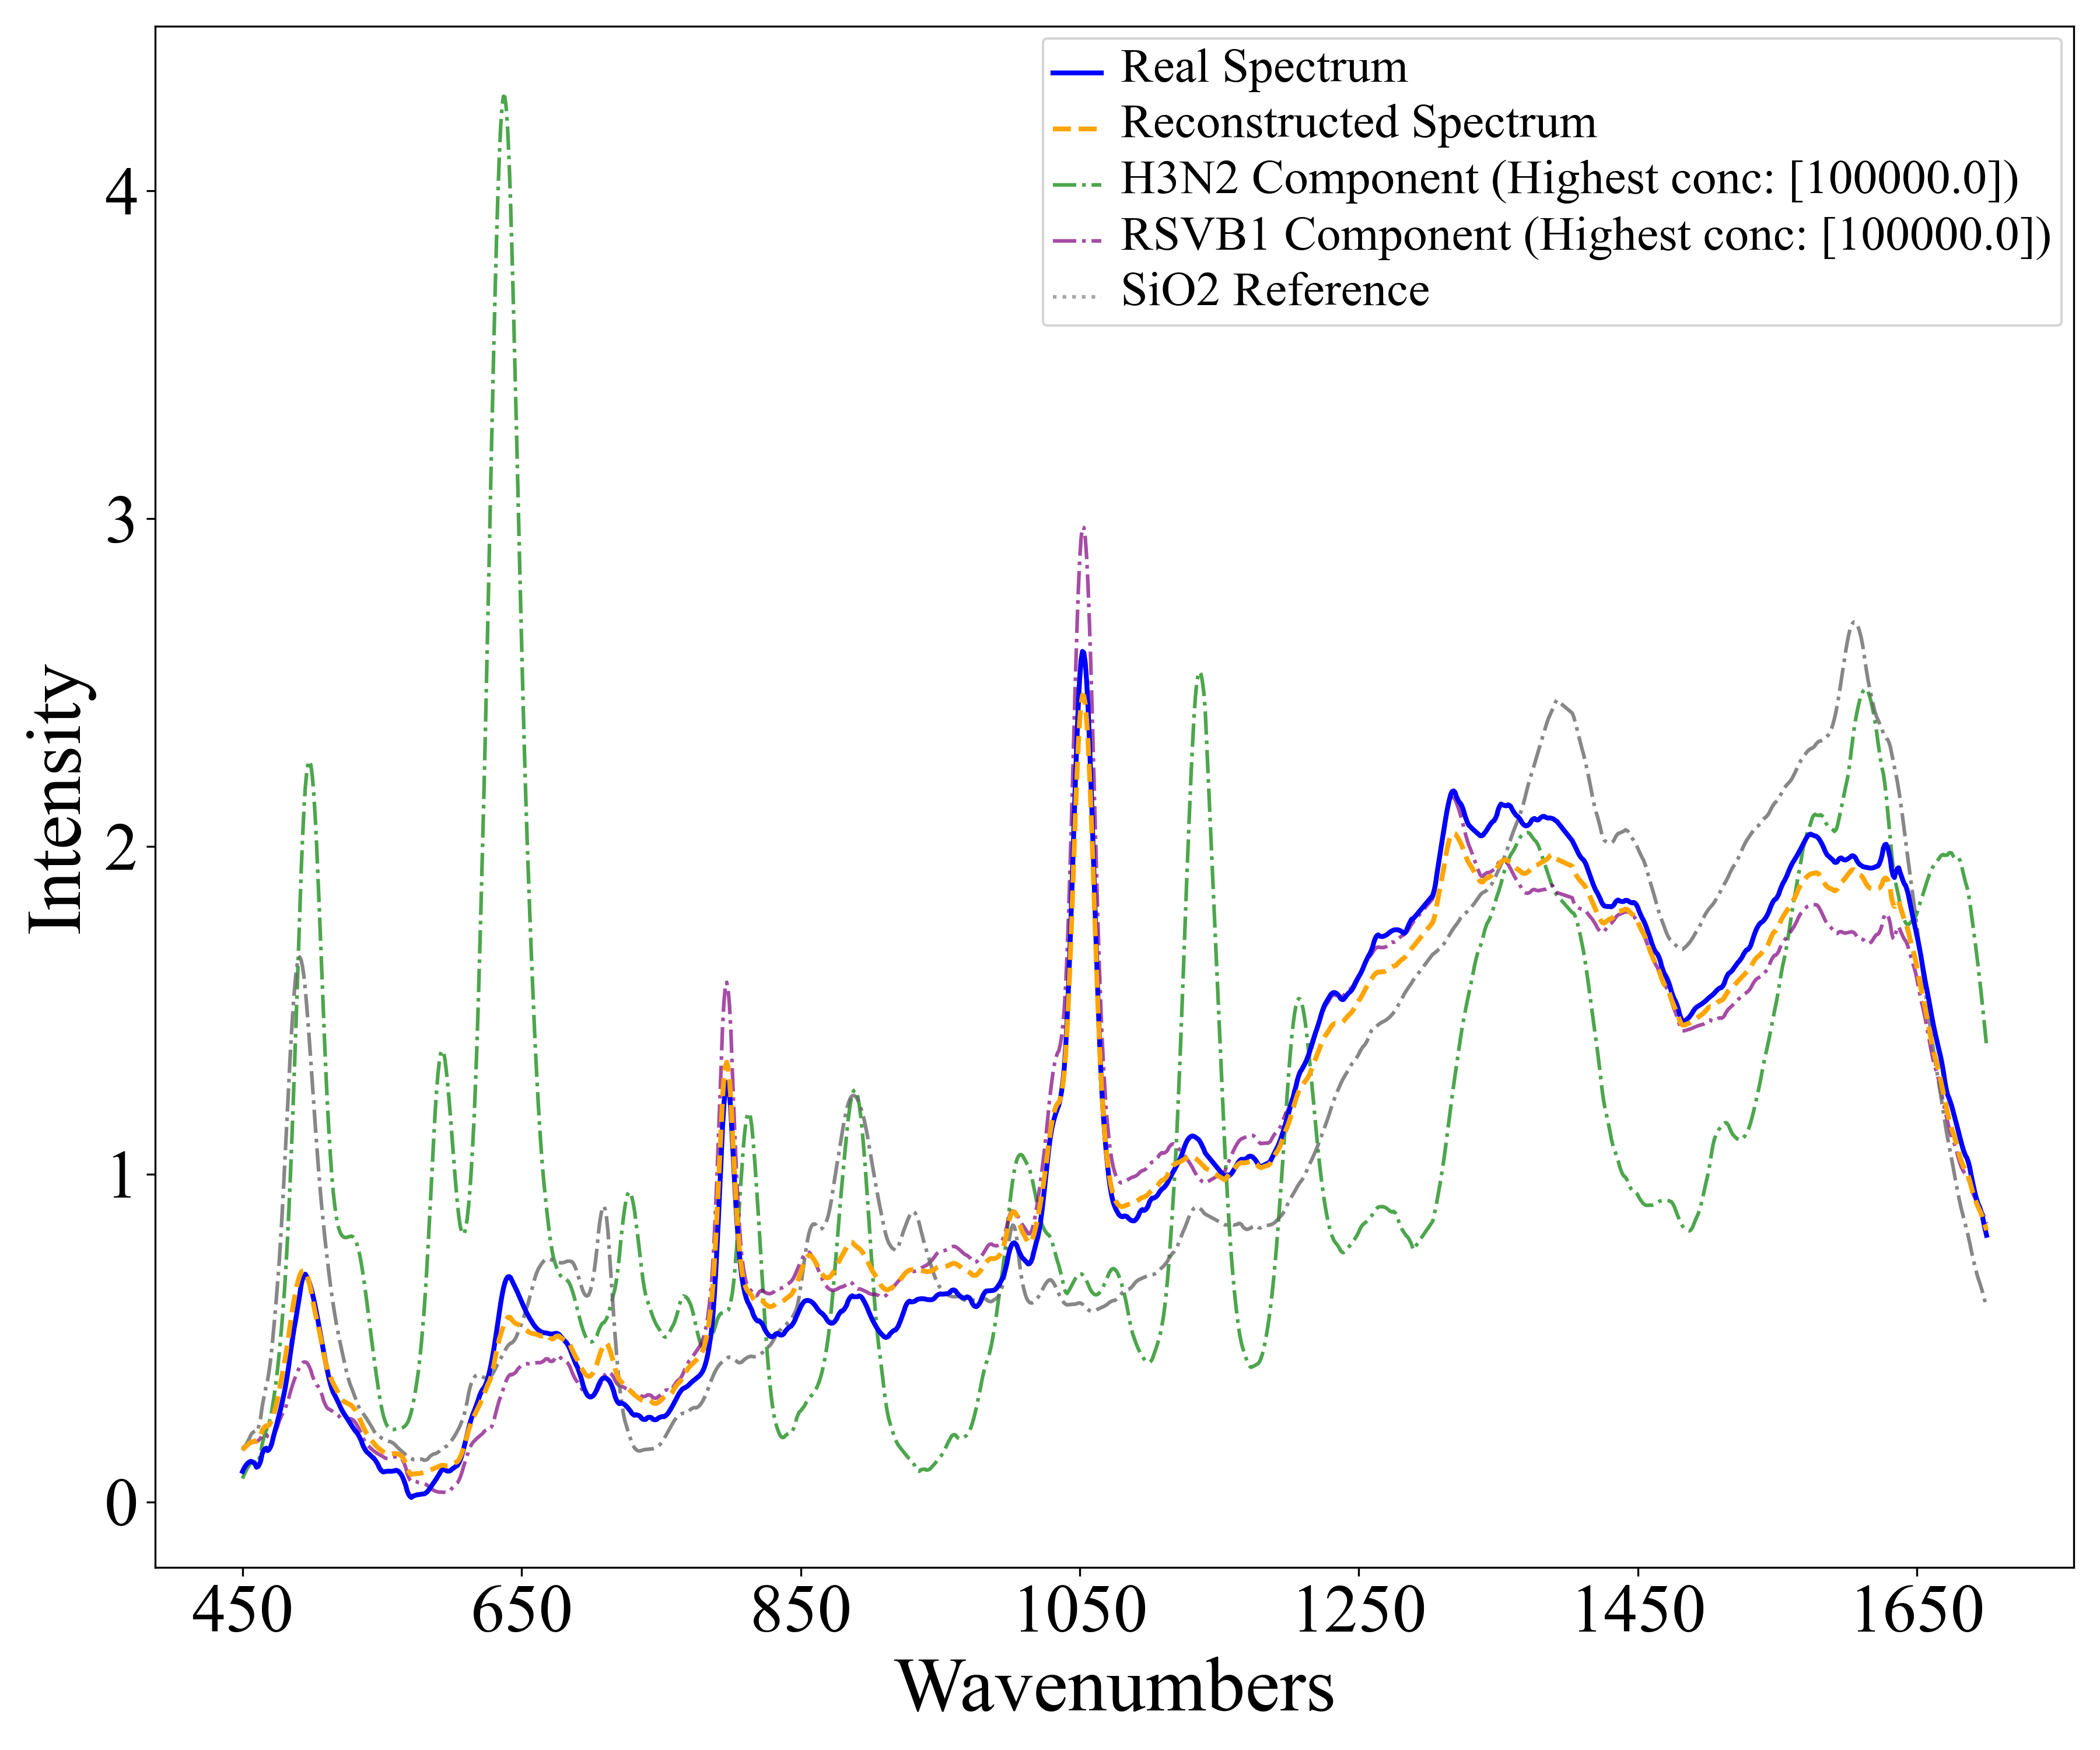 Real Spectrum
Reconstructed Spectrum
H3N2 Component (Highest conc: [100000.0])
RSVB1 Component (Highest conc: [100000.0])
SiO2 Reference
Intensity
4
3
2
1
0
450 650 850 1050 1250 1450 1650
Wavenumbers